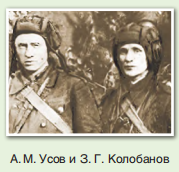 А. М. Усов и З. Г. Колобанов